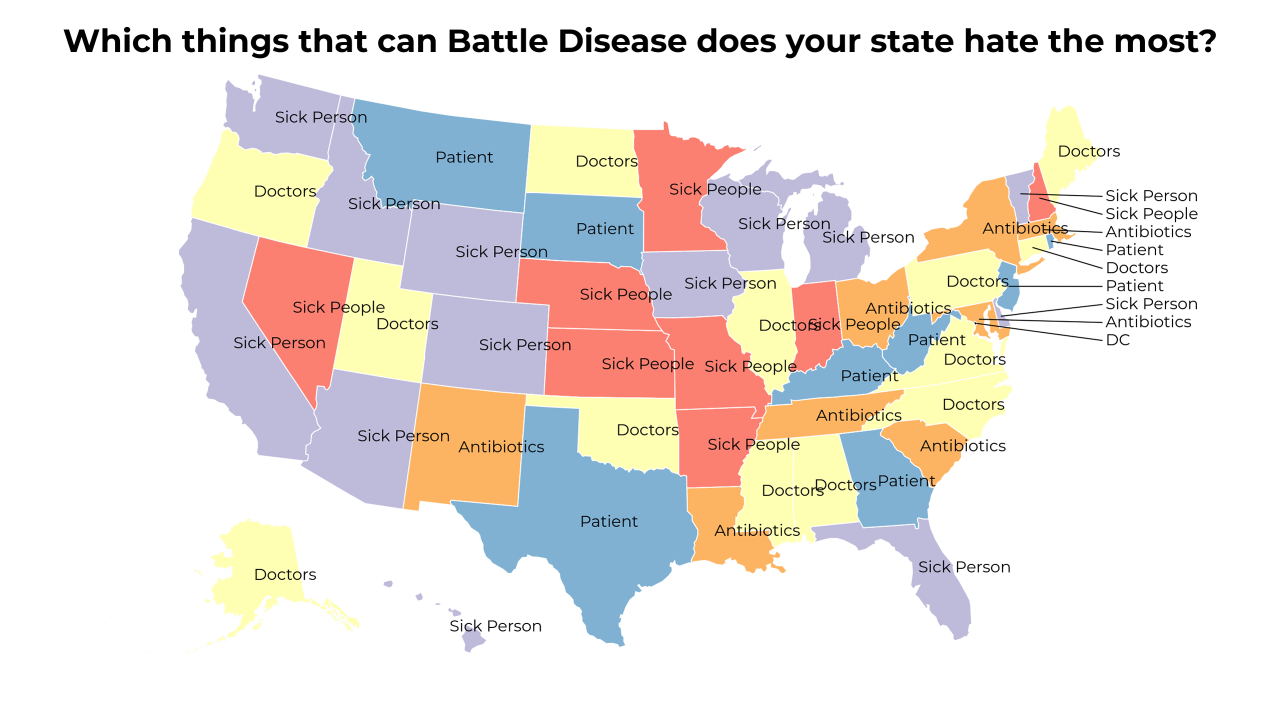 Which things that can Battle Disease does your state hate the most?
Sick Person
Doctors
Patient
Doctors
Sick People
Doctors
Patient
Sick Person
Sick Person
Sick Person
Sick Person
Sick Person
Antibiotics
Sick Person
Sick People
Antibiotics
Patient
Doctors
Patient
Sick Person
Antibiotics
DC
Patient
Sick People
Sick Person
Doctors
Sick People
Doctors
Sick People
Antibiotics
Doctors
Sick Person
Doctors
Sick Person
Sick People
Sick People
Patient
Patient
Doctors
Sick Person
Antibiotics
Doctors
Antibiotics
Doctors
Sick People
Antibiotics
Patient
Doctors
Doctors
Patient
Antibiotics
Sick Person
Doctors
Sick Person